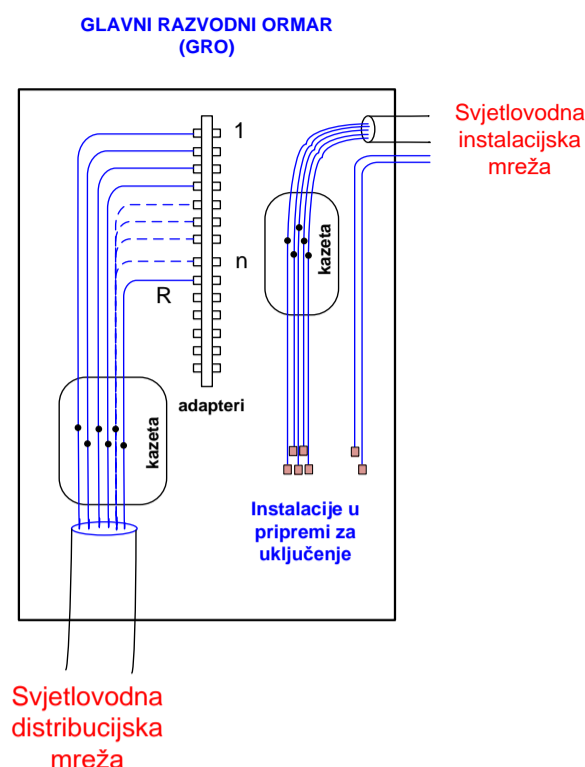 GLAVNI RAZVODNI ORMAR
(GRO)
Svjetlovodna
instalacijska
mreža
1
n
R
kazeta
adapteri
kazeta
Instalacije u
pripremi za
uključenje
Svjetlovodna
distribucijska
mreža